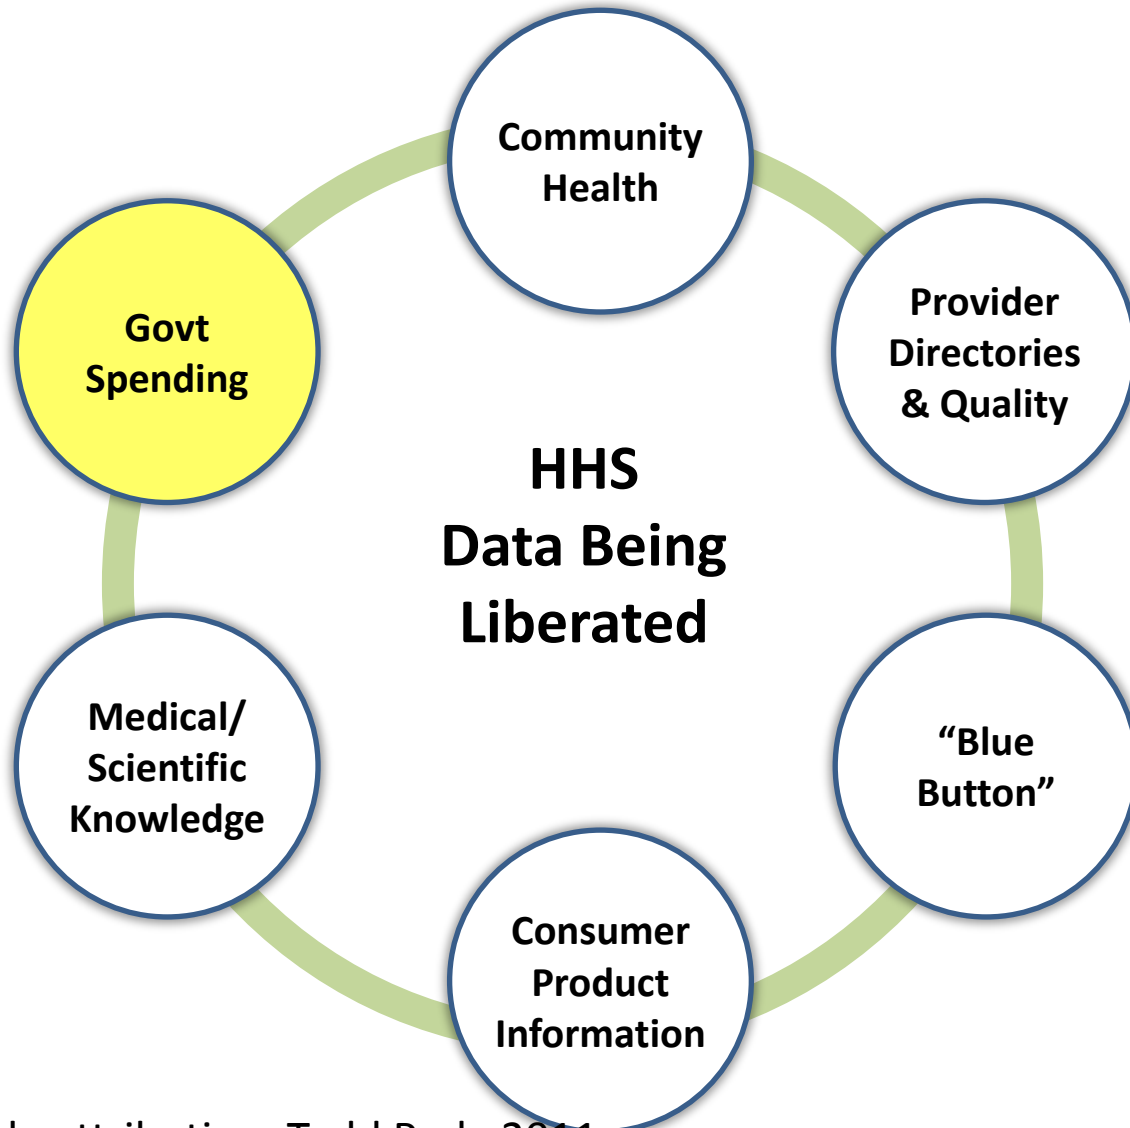 Community
Health
Provider
Directories
& Quality
“Blue
Button”
Consumer
Product
Information
Medical/
Scientific
Knowledge
Govt
Spending
HHS
Data Being
Liberated